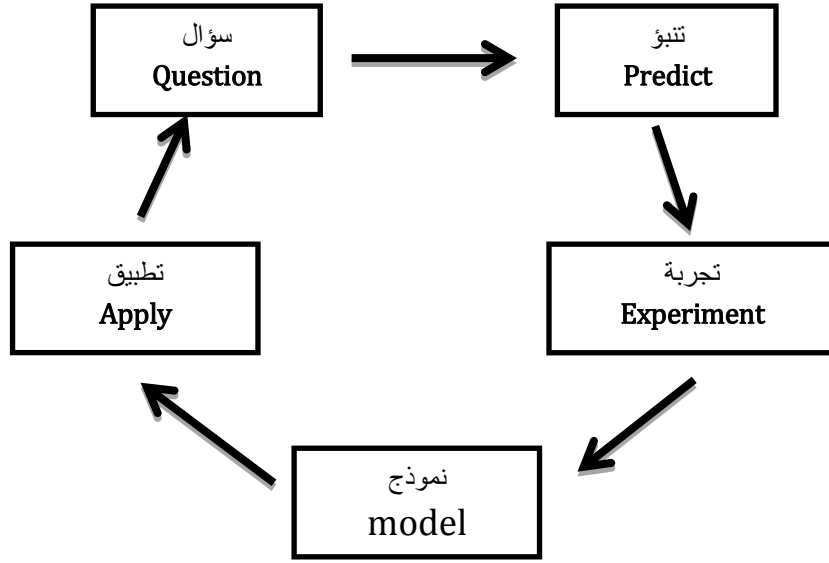 سؤال
Question
تنبؤ
Predict
تجربة
Experiment
نموذج
model
تطبيق
Apply